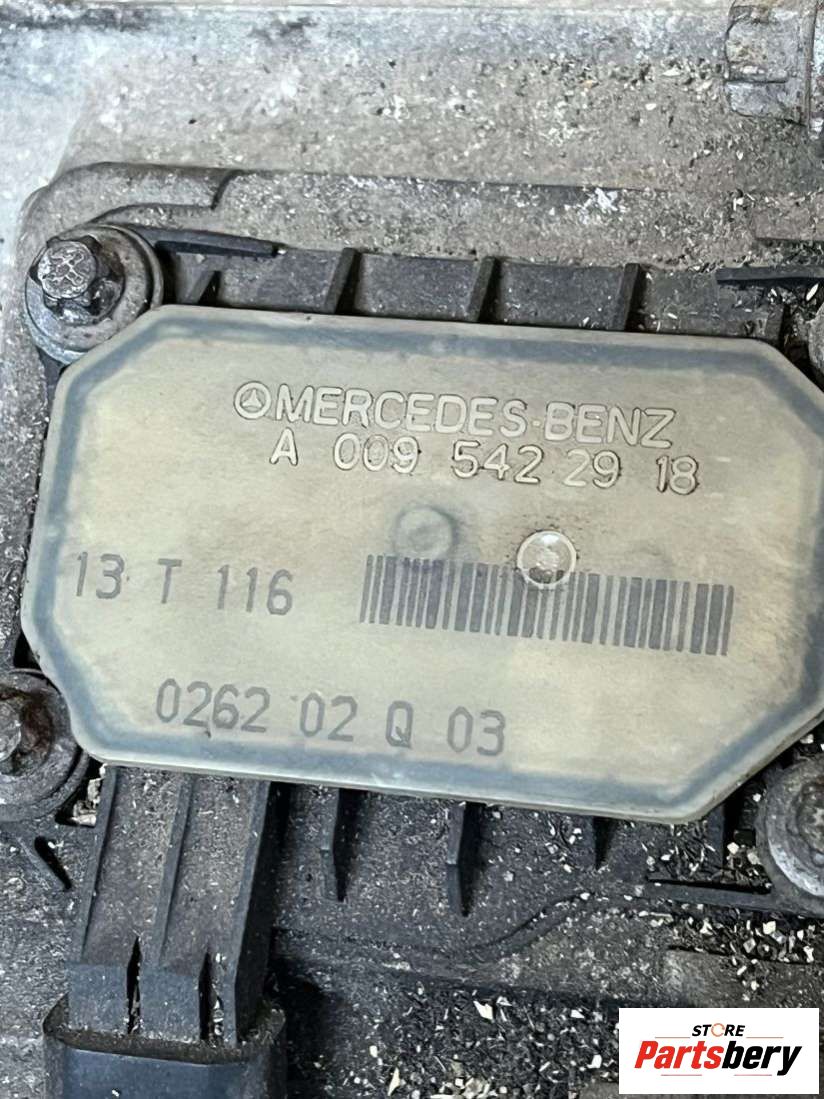 MERCEDES-BENZ
A 009 542 29 18
13 T 116
0262 02 Q 03
STORE
Partsbery